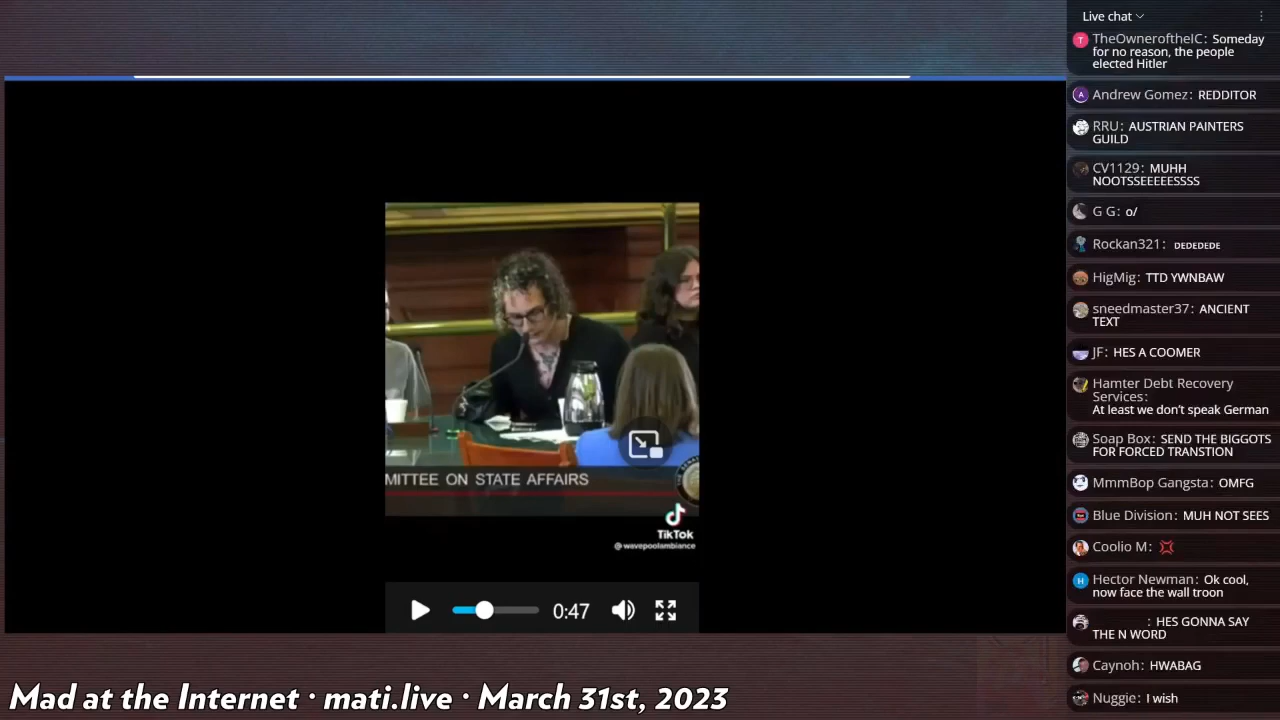 Live chat
TheOwneroftheIC: Someday
for no reason, the people
elected Hitler
Andrew Gomez: REDDITOR
RRU: AUSTRIAN PAINTERS
GUILD
CV1129: MUHH
NOOTSSEEEEESSSS
G G: o/
Rockan321: DEDEDEDE
HigMig: TTD YWNBAW
sneedmaster37: ANCIENT
TEXT
JF: HES A COOMER
Hamter Debt Recovery
Services:
At least we don't speak German
Soap Box: SEND THE BIGGOTS
FOR FORCED TRANSTION
MmmBop Gangsta: OMFG
Blue Division: MUH NOT SEES
Coolio M:
Hector Newman: Ok cool,
now face the wall troon
: HES GONNA SAY
THE N WORD
Caynoh: HWABAG
Nuggie: I wish
MITTEE ON STATE AFFAIRS
TikTok
@wavepoolambiance
0:47
Mad at the Internet · mati.live · March 31st, 2023